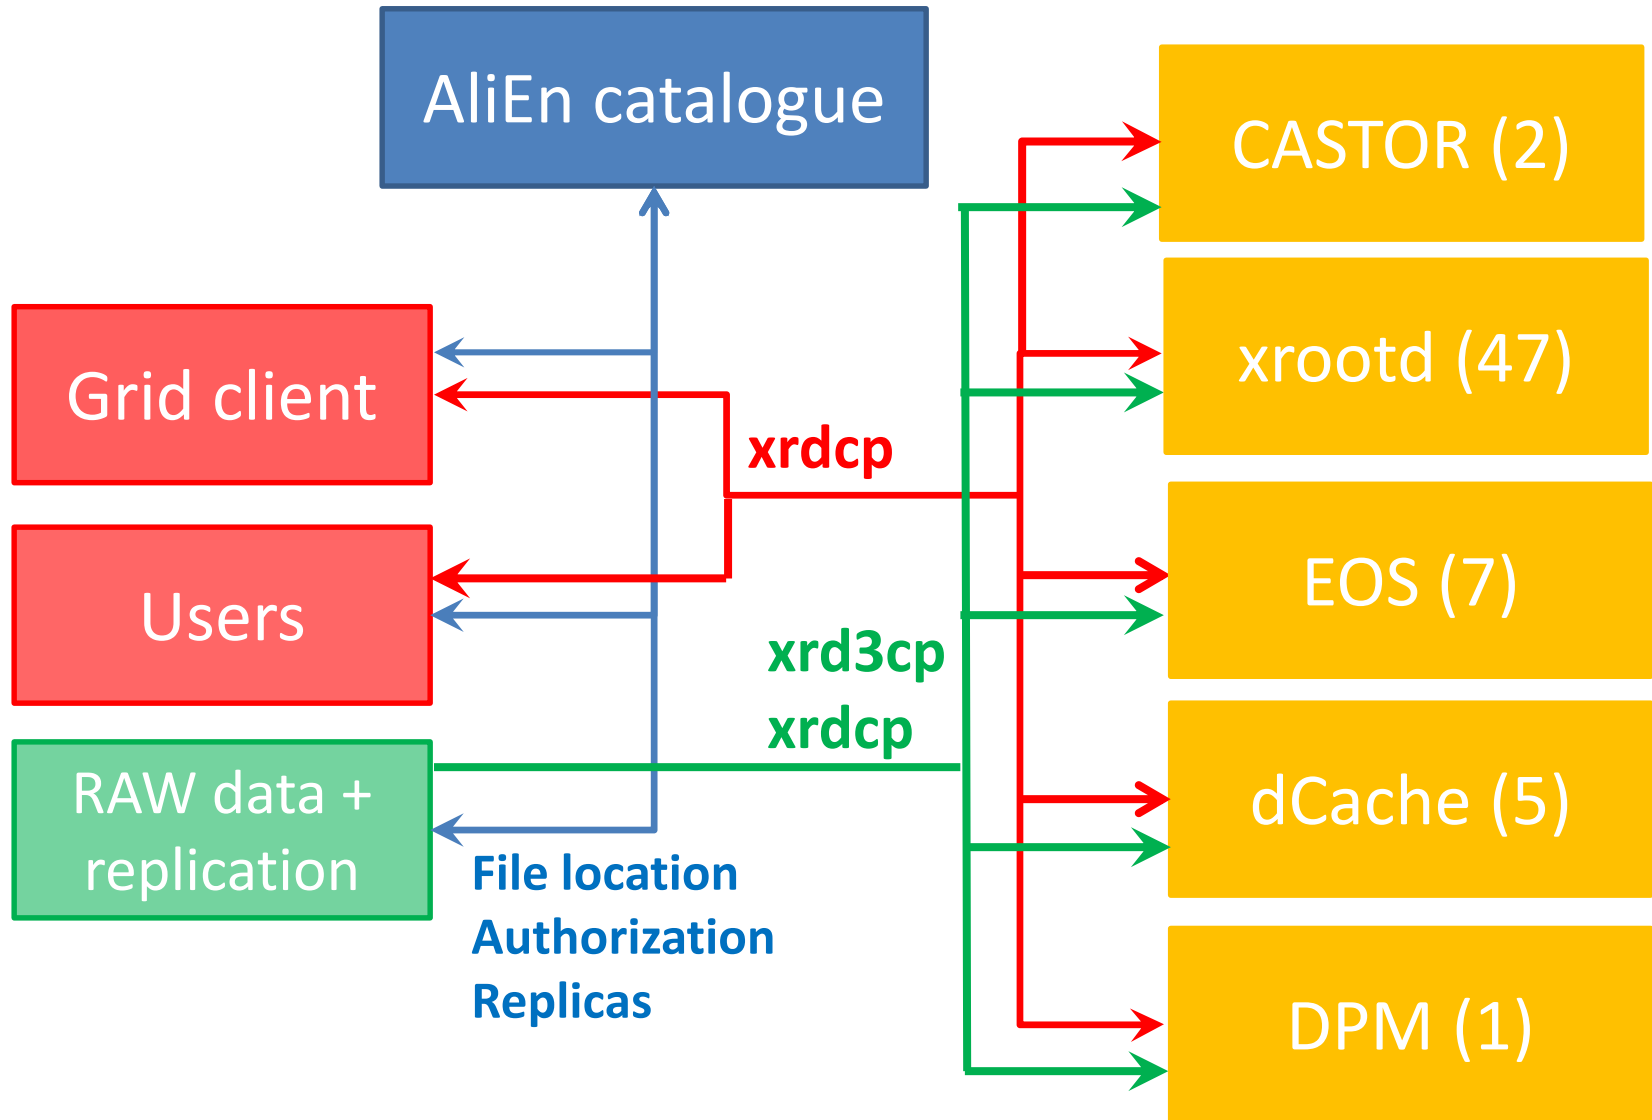 AliEn catalogue
CASTOR (2)
xrootd (47)
Grid client
xrdcp
EOS (7)
Users
xrd3cp
xrdcp
dCache (5)
RAW data +
replication
File location
Authorization
Replicas
DPM (1)